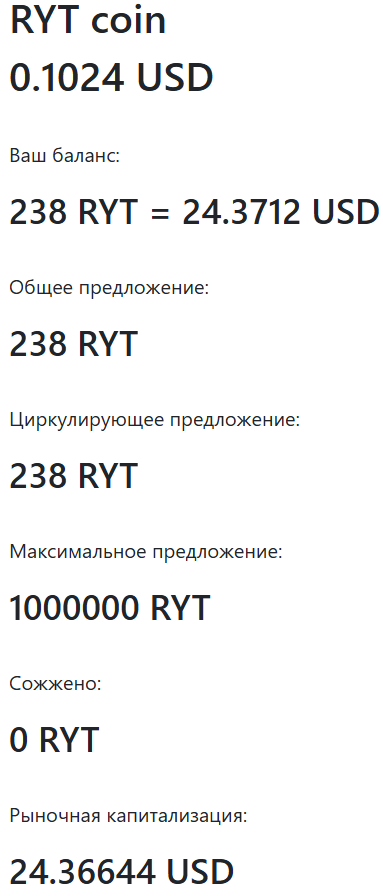 RYT coin
0.1024 USD
Ваш баланс:
238 RYT = 24.3712 USD
Общее предложение:
238 RYT
Циркулирующее предложение:
238 RYT
Максимальное предложение:
1000000 RYT
Сожжено:
0 RYT
Рыночная капитализация:
24.36644 USD